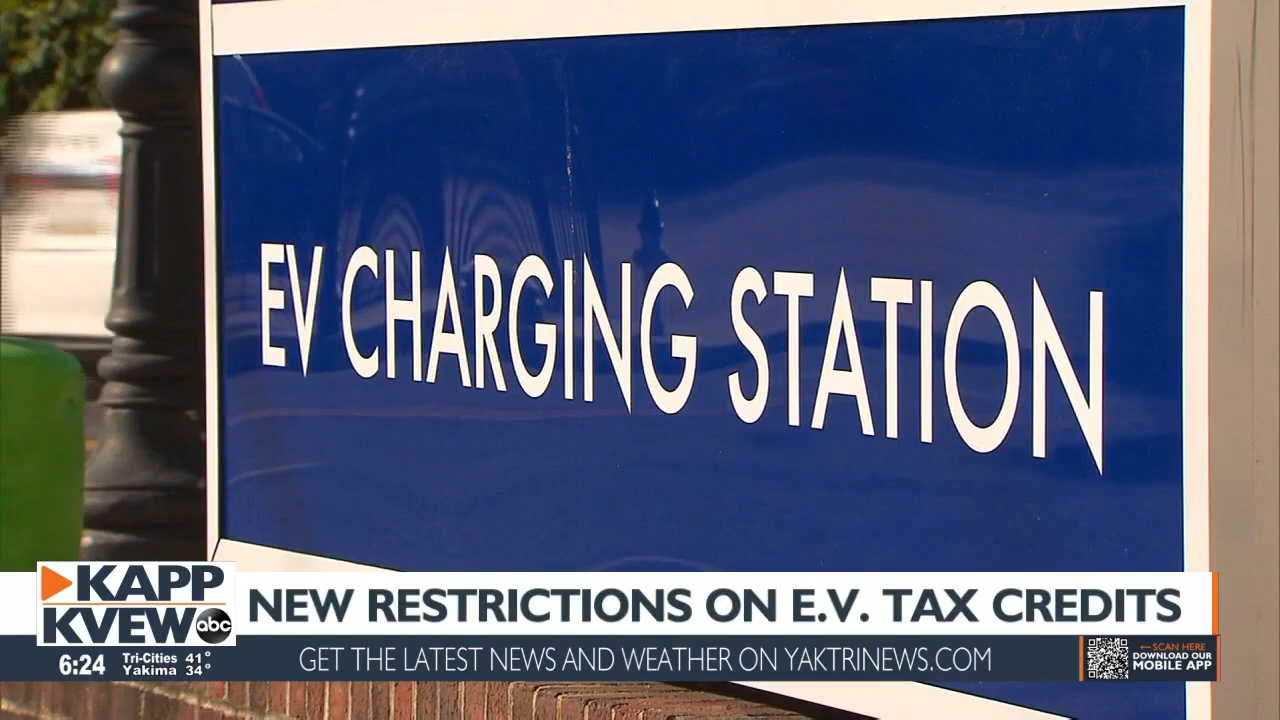 EV CHARGING STATION
KAPP
KVEW abc
NEW RESTRICTIONS ON E.V. TAX CREDITS
6:24
Tri-Cities 41°
Yakima 34°
GET THE LATEST NEWS AND WEATHER ON YAKTRINEWS.COM
←SCAN HERE
DOWNLOAD OUR
MOBILE APP